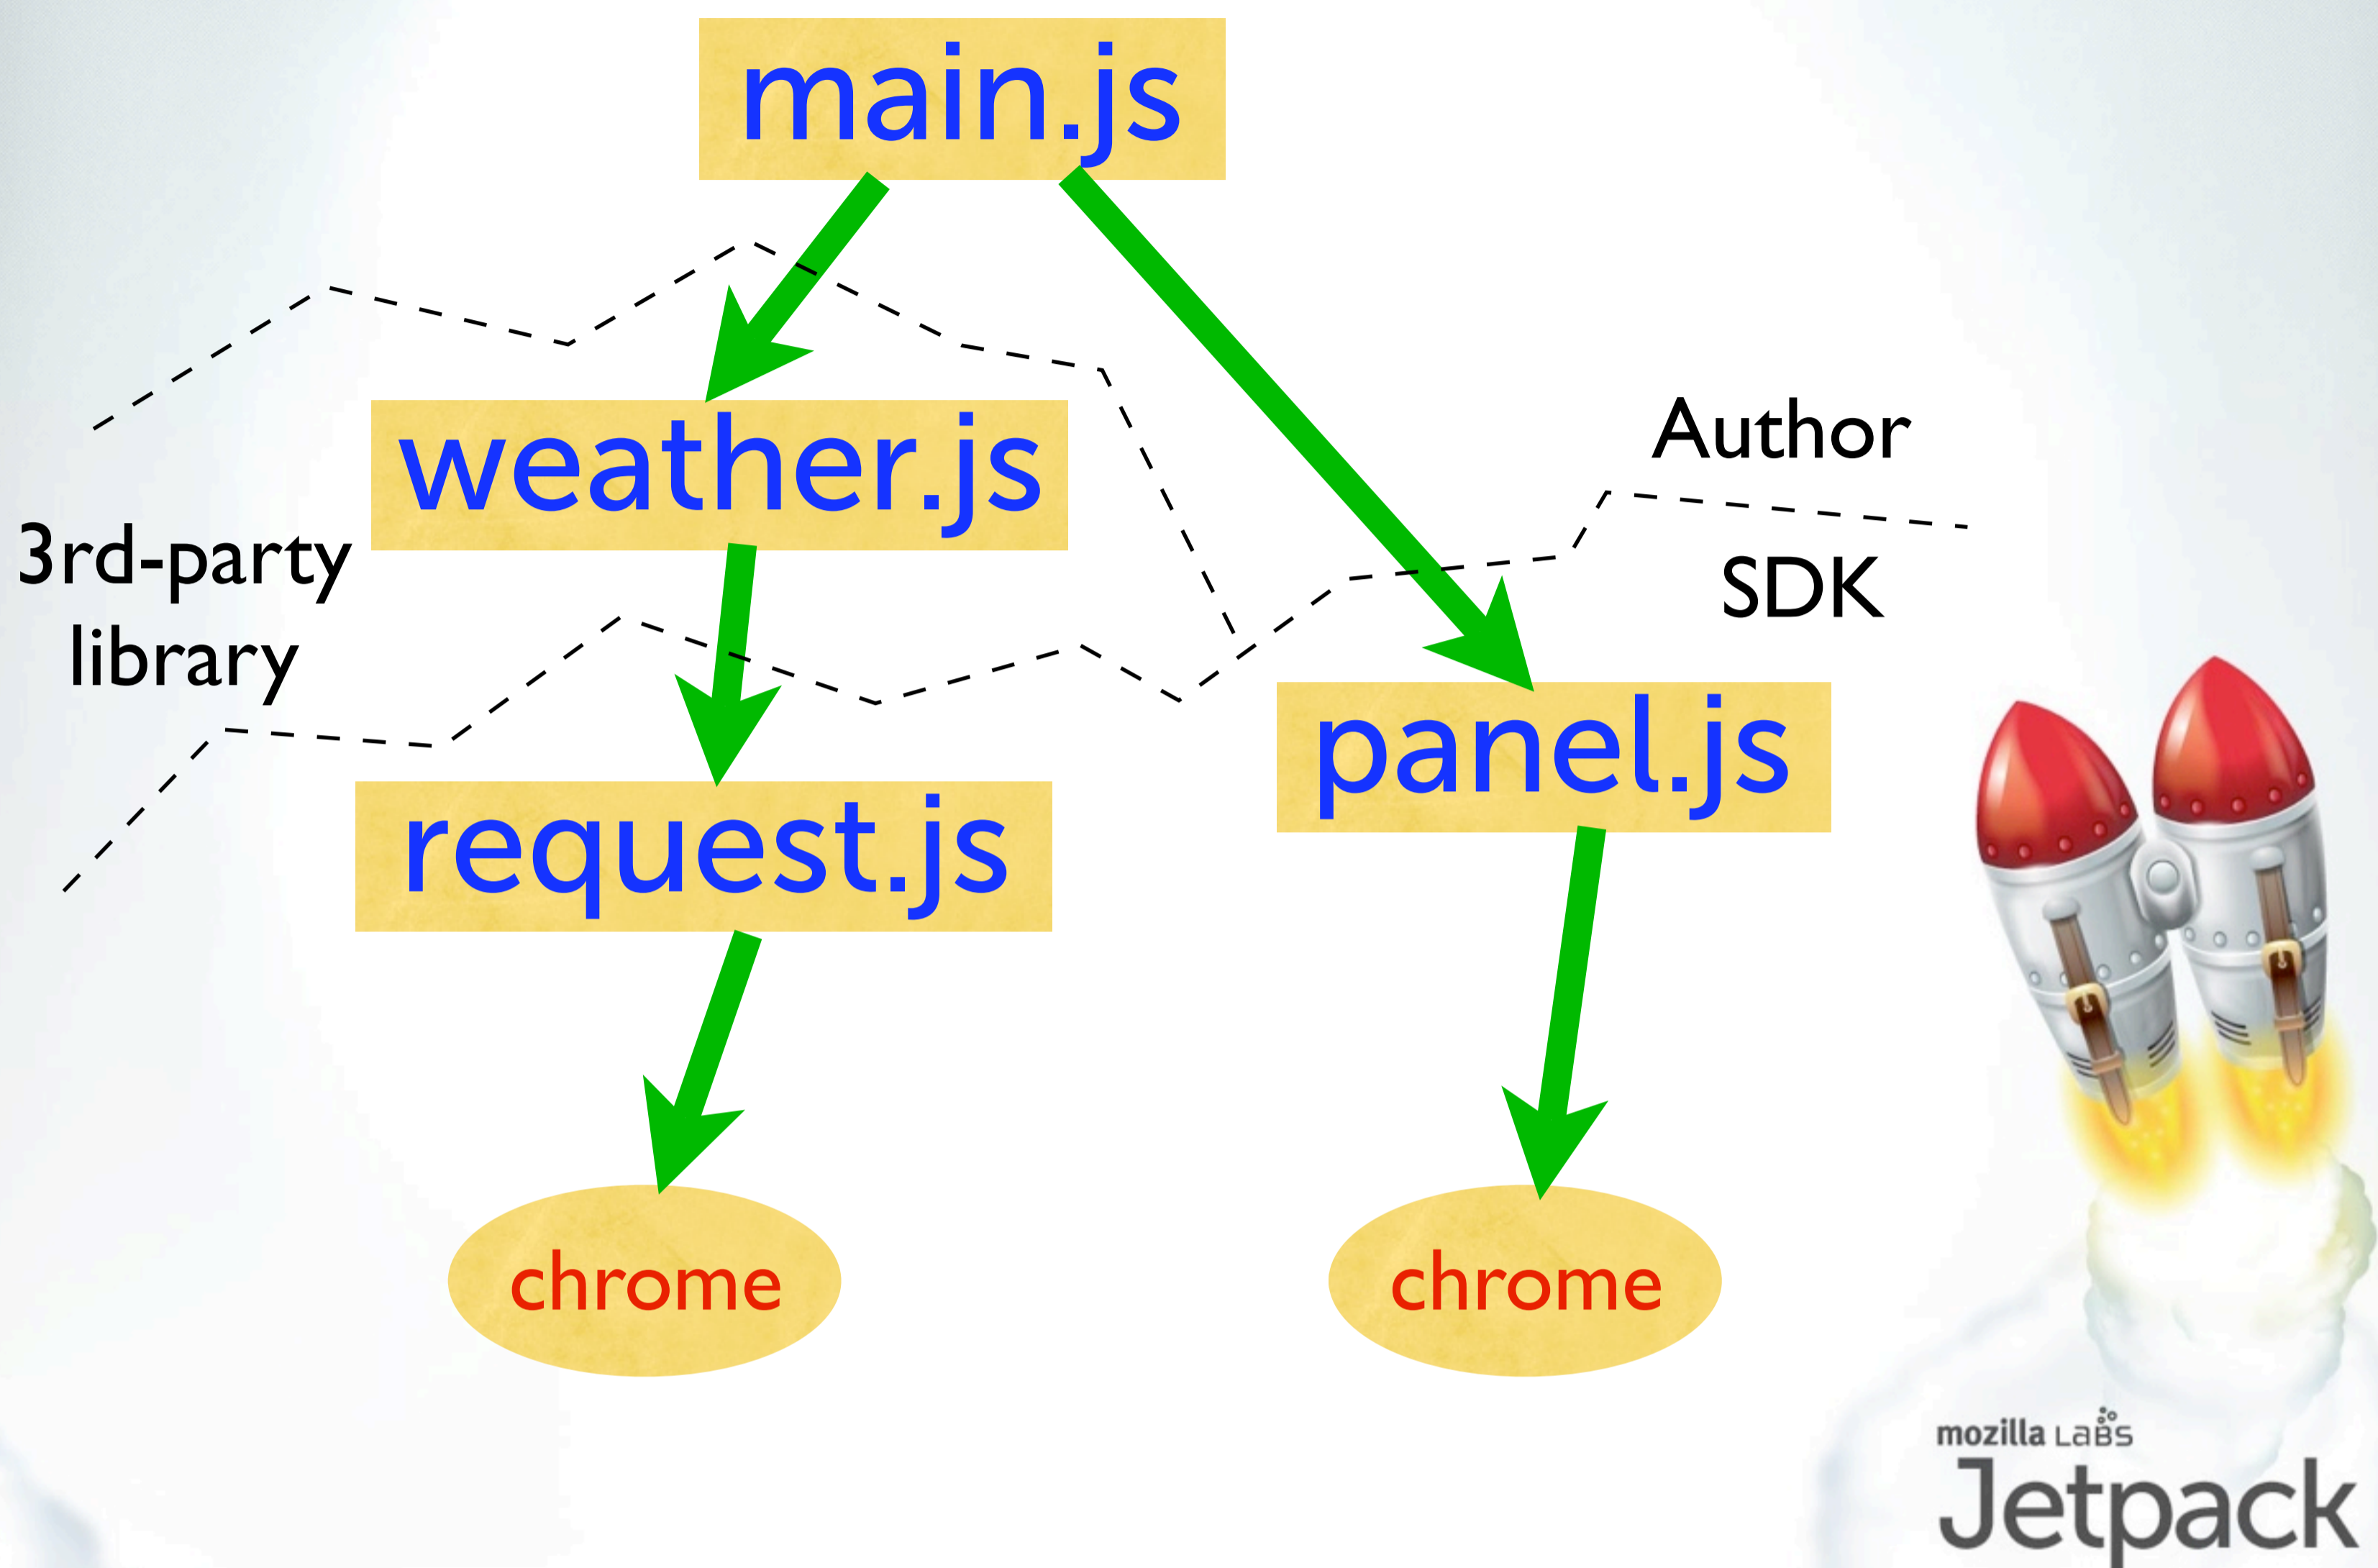 main.js
weather.js
Author
3rd-party
library
SDK
panel.js
request.js
chrome
chrome
mozilla LABS
Jetpack